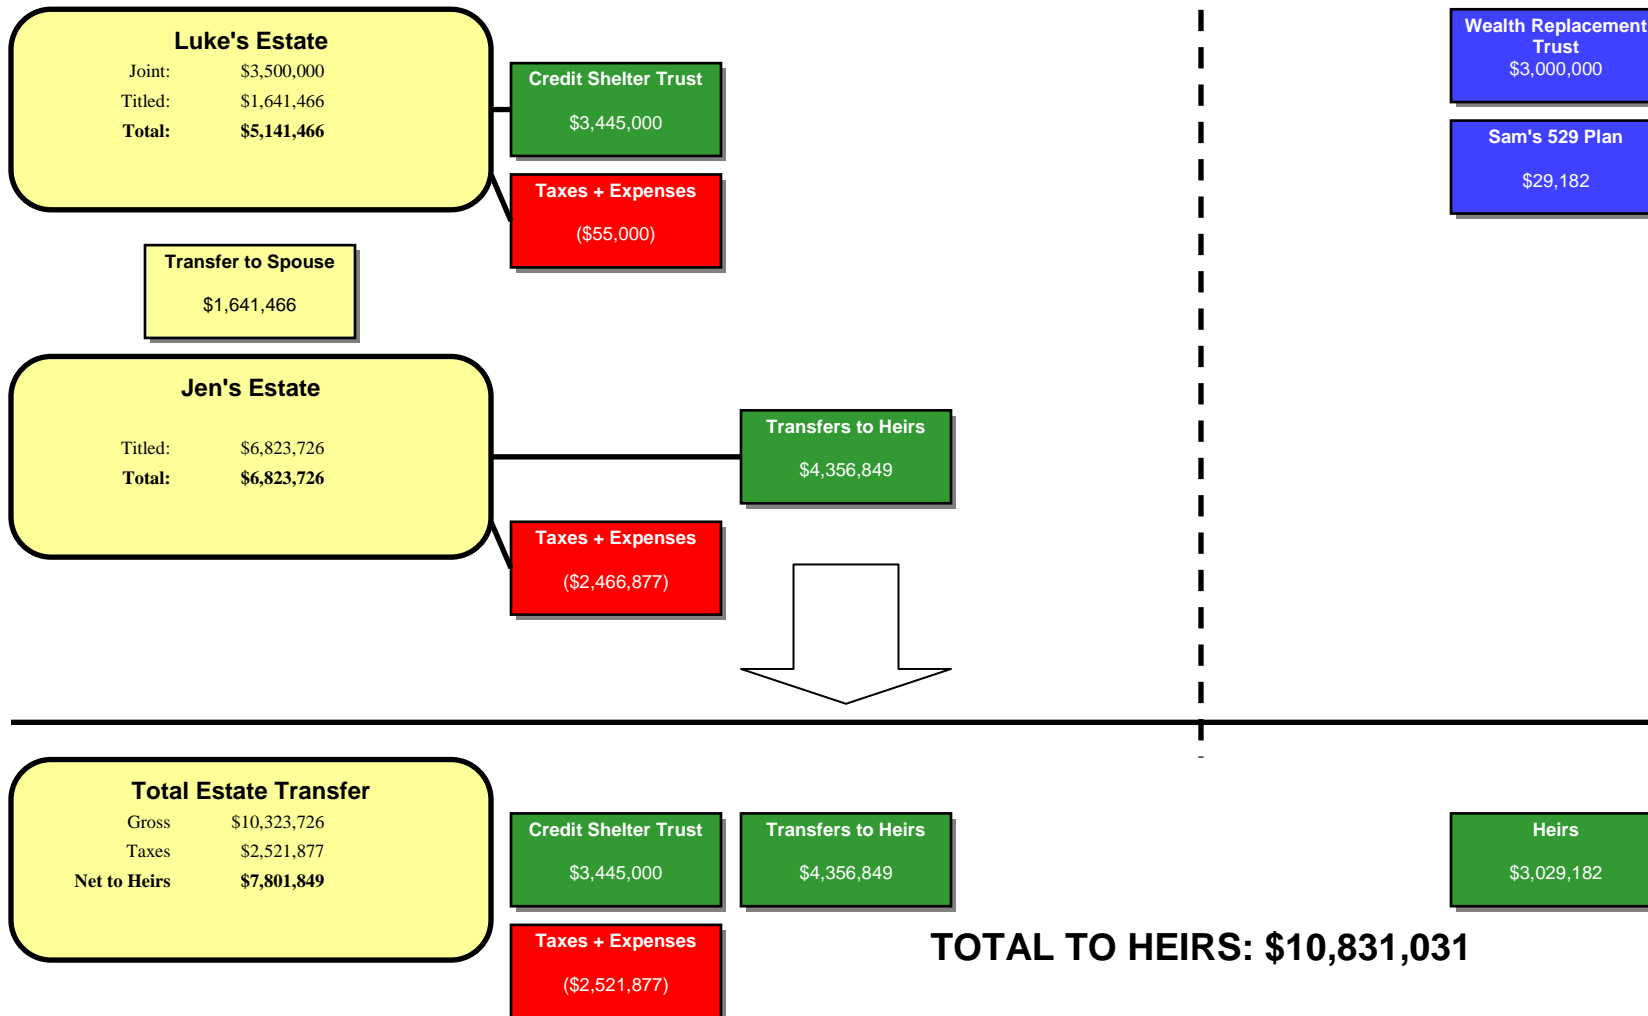 Luke's Estate
Joint: $3,500,000
Titled: $1,641,466
Total: $5,141,466
Credit Shelter Trust
$3,445,000
Taxes + Expenses
($55,000)
Wealth Replacement
Trust
$3,000,000
Sam's 529 Plan
$29,182
Transfer to Spouse
$1,641,466
Jen's Estate
Titled: $6,823,726
Total: $6,823,726
Transfers to Heirs
$4,356,849
Taxes + Expenses
($2,466,877)
Total Estate Transfer
Gross $10,323,726
Taxes $2,521,877
Net to Heirs $7,801,849
Credit Shelter Trust
$3,445,000
Transfers to Heirs
$4,356,849
Heirs
$3,029,182
Taxes + Expenses
($2,521,877)
TOTAL TO HEIRS: $10,831,031